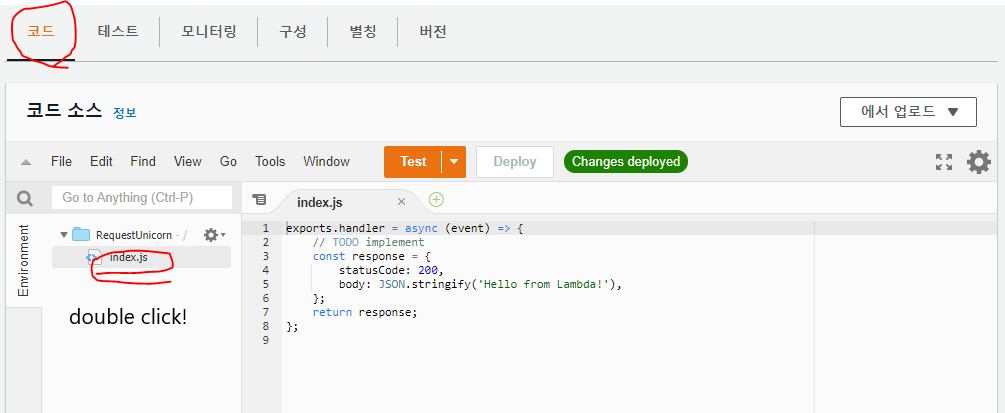 코드 테스트 모니터링 구성 별칭 버전
코드 소스 정보
에서 업로드
File Edit Find View Go Tools Window Test Deploy Changes deployed
Go to Anything (Ctrl-P)
index.js
Environment
RequestUnicorn - /
index.js
double click!
1 exports.handler = async (event) => {
2     // TODO implement
3     const response = {
4         statusCode: 200,
5         body: JSON.stringify('Hello from Lambda!'),
6     };
7     return response;
8 };
9